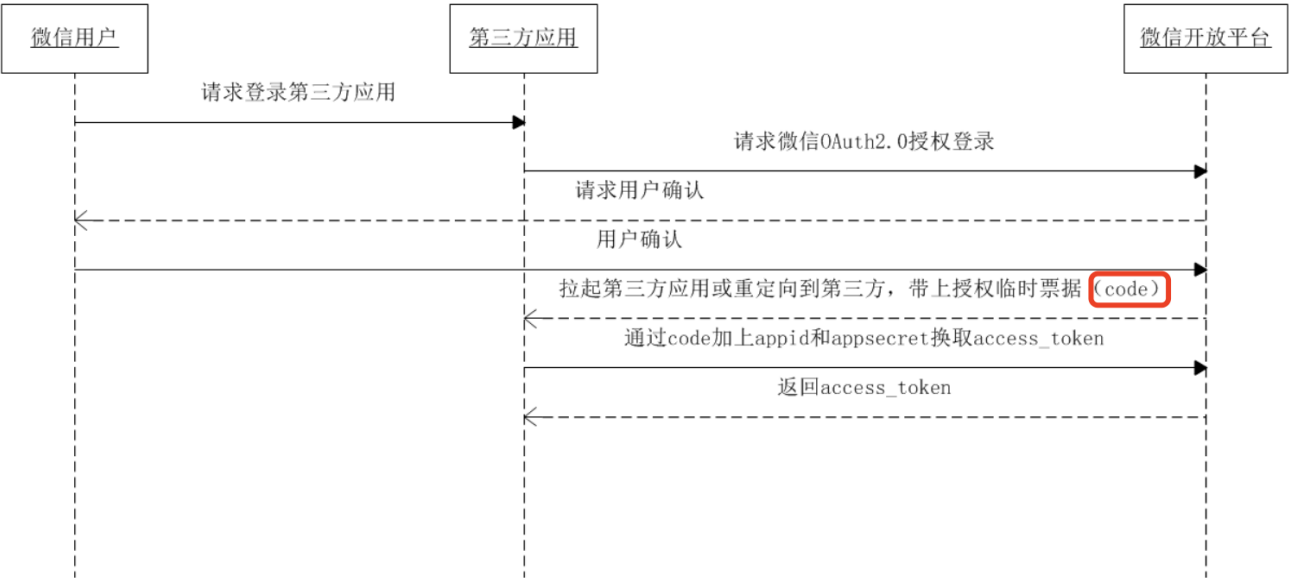 微信用户
第三方应用
微信开放平台
请求登录第三方应用
请求微信OAuth2.0授权登录
请求用户确认
用户确认
拉起第三方应用或重定向到第三方，带上授权临时票据（code）
通过code加上appid和appsecret换取access_token
返回access_token